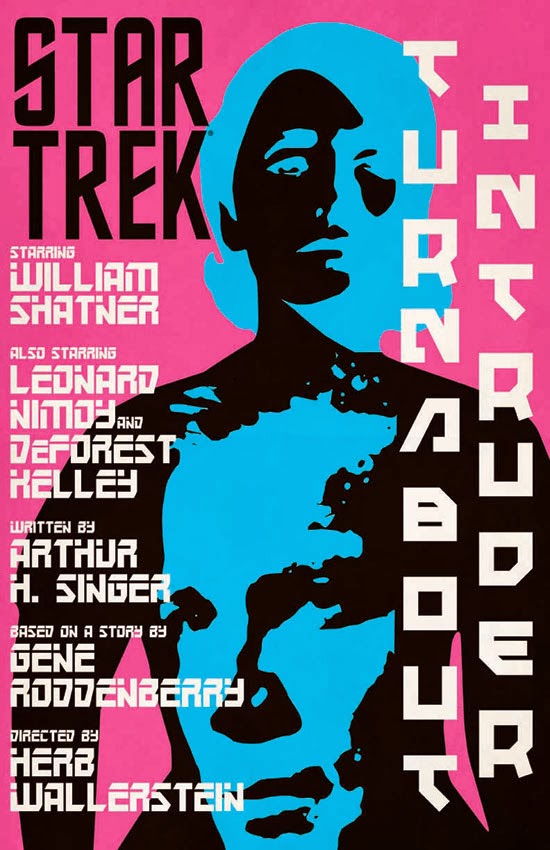 STAR
TREK
STARRING
WILLIAM
SHATNER
ALSO STARRING
LEONARD
NIMOY AND
DEFOREST
KELLEY
WRITTEN BY
ARTHUR
H. SINGER
BASED ON A STORY BY
GENE
RODDENBERRY
DIRECTED BY
HERB
WALLERSTEIN
TURNABOUT
INTRUDER